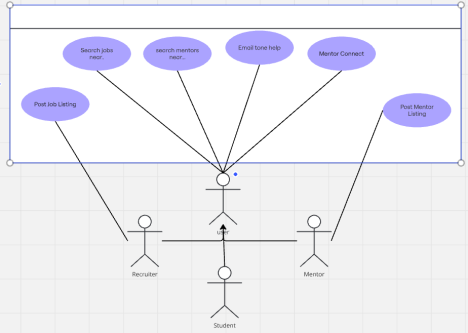 Search jobs
near.
search mentors
near...
Email tone help
Mentor Connect
Post Job Listing
Post Mentor
Listing
user
Recruiter
Mentor
Student